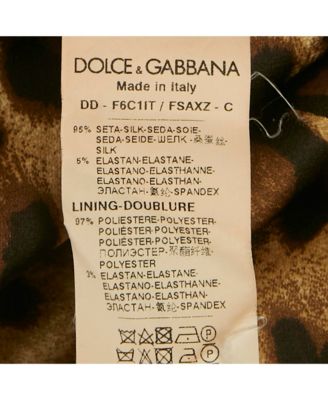 DOLCE & GABBANA
Made in Italy
DD - F6C1IT / FSAXZ - C
95% SETA-SILK-SEDA-SOIE-
SEDA-SEIDE-ШЕЛК-桑蚕丝-
SILK
5% ELASTAN-ELASTANE-
ELASTANO-ELASTHANNE-
ELASTANO-ELASTHAN-
ЭЛАСТАН-氨纶-SPANDEX
LINING-DOUBLURE
97% POLIESTERE-POLYESTER-
POLIÉSTER-POLYESTER-
POLIÉSTER-POLYESTER-
ПОЛИЭСТЕР-聚酯纤维-
POLYESTER
3% ELASTAN-ELASTANE-
ELASTANO-ELASTHANNE-
ELASTANO-ELASTHAN-
ЭЛАСТАН-氨纶-SPANDEX